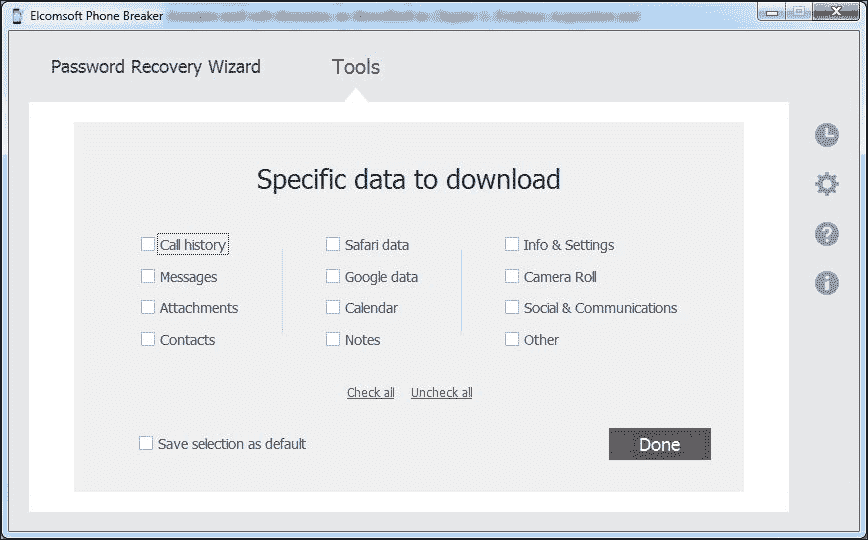 Elcomsoft Phone Breaker
Password Recovery Wizard
Tools
Specific data to download
Call history
Safari data
Info & Settings
Messages
Google data
Camera Roll
Attachments
Calendar
Social & Communications
Contacts
Notes
Other
Check all
Uncheck all
Save selection as default
Done